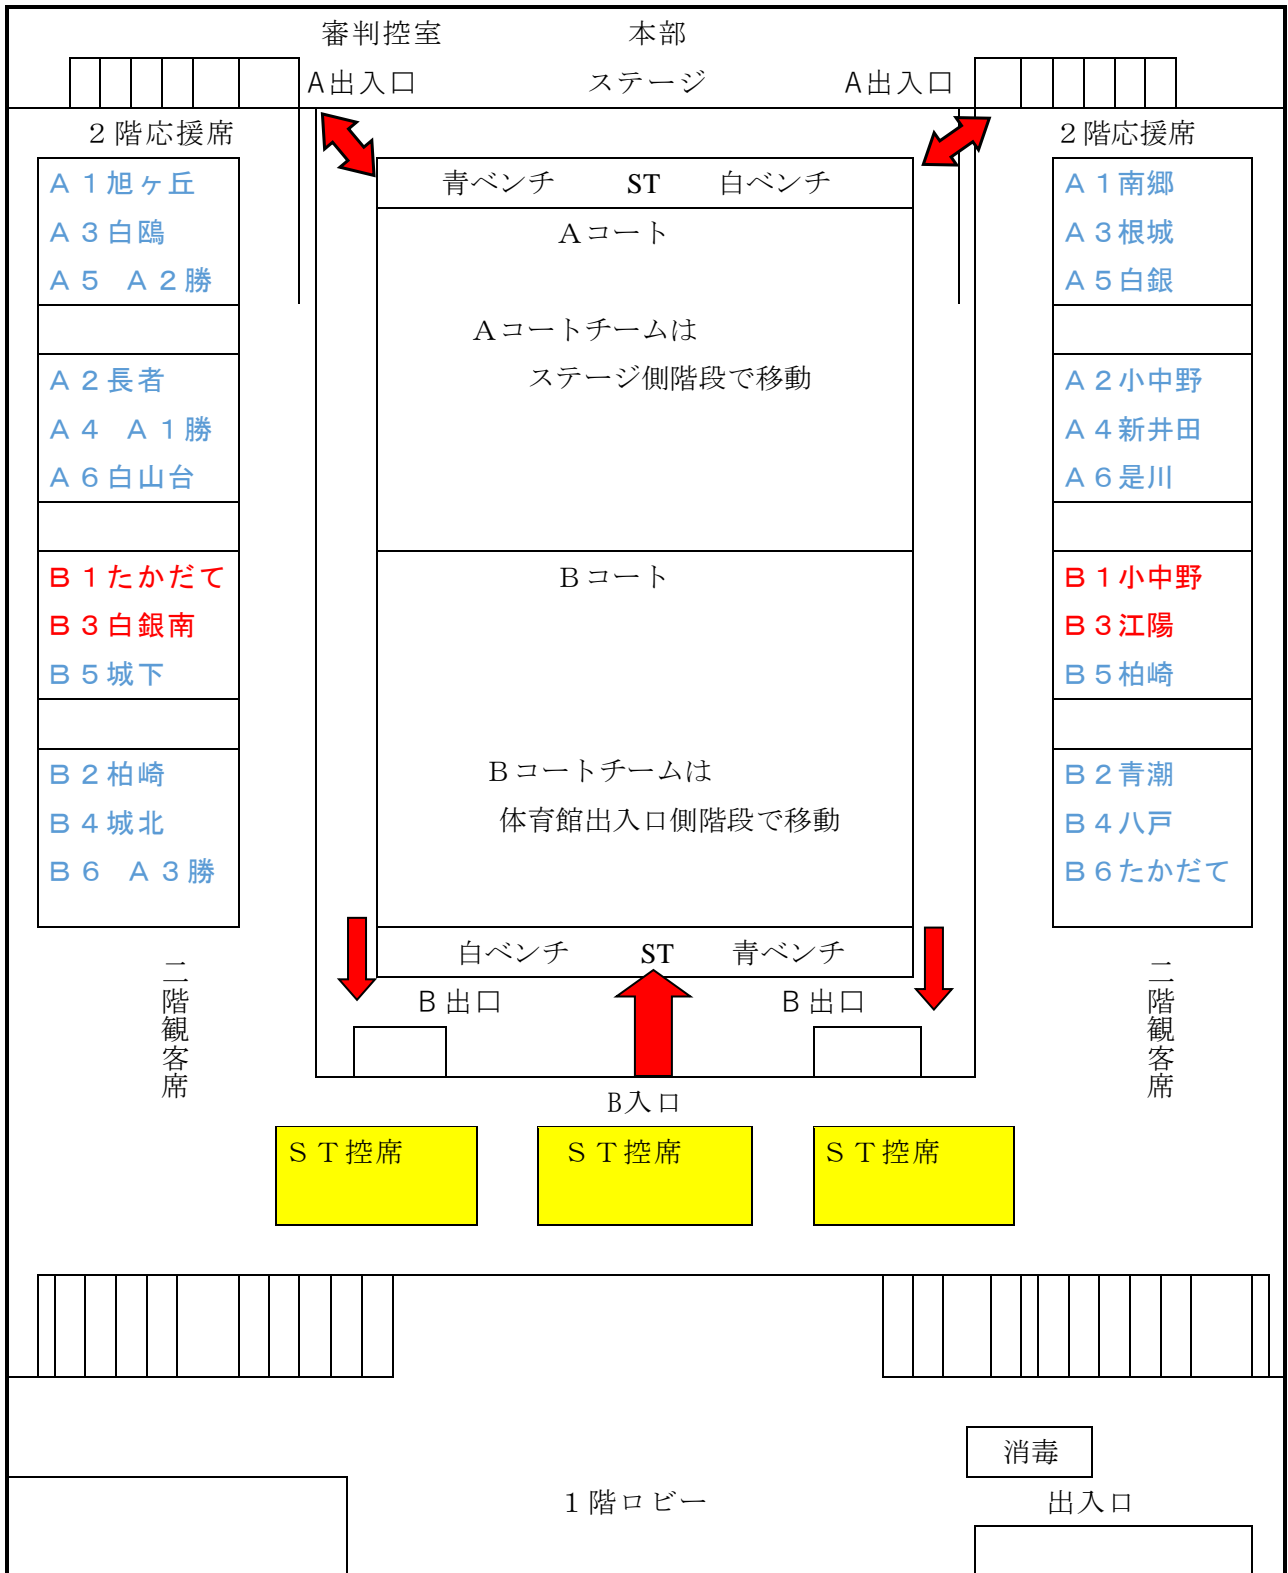 審判控室　本部
A出入口　ステージ　A出入口
２階応援席　２階応援席
青ベンチ　ST　白ベンチ
Ａ１旭ヶ丘　Ａ１南郷
Ａ３白鴎　Ａコート　Ａ３根城
Ａ５　Ａ２勝　Ａ５白銀
Ａコートチームは
ステージ側階段で移動
Ａ２長者　Ａ２小中野
Ａ４　Ａ１勝　Ａ４新井田
Ａ６白山台　Ａ６是川
Ｂ１たかだて　Ｂコート　Ｂ１小中野
Ｂ３白銀南　Ｂ３江陽
Ｂ５城下　Ｂ５柏崎
Ｂ２柏崎　Ｂコートチームは　Ｂ２青潮
Ｂ４城北　体育館出入口側階段で移動　Ｂ４八戸
Ｂ６　Ａ３勝　Ｂ６たかだて
白ベンチ　ST　青ベンチ
二階観客席　二階観客席
Ｂ出口　Ｂ出口
B入口
ＳＴ控席　ＳＴ控席　ＳＴ控席
消毒
１階ロビー　出入口